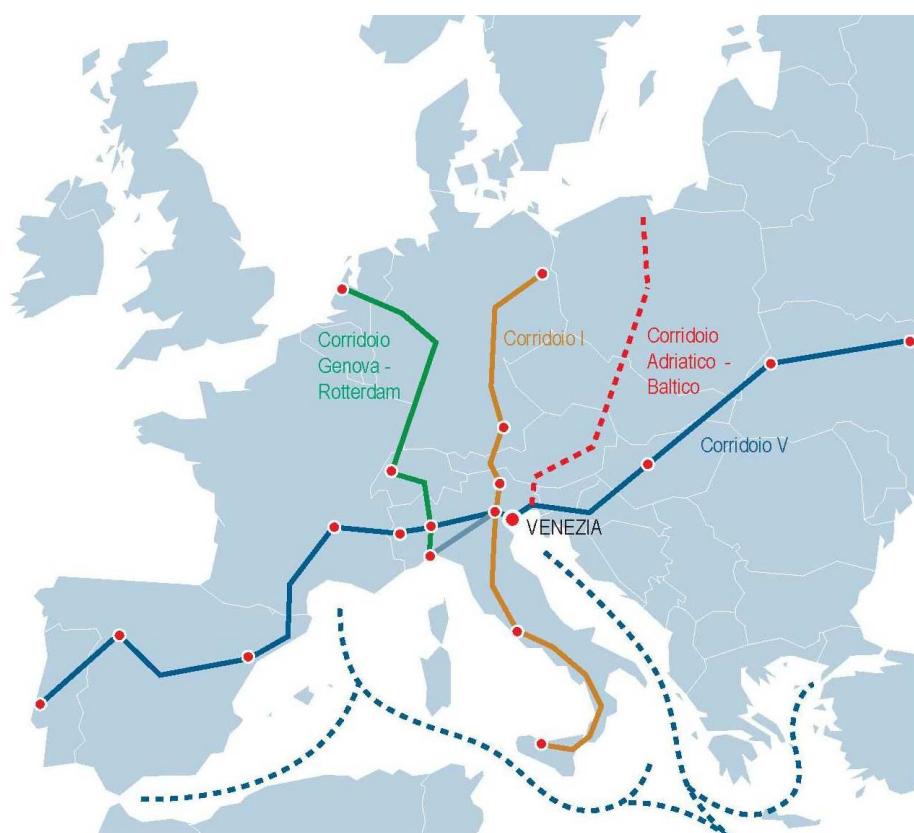 Corridoio
Genova -
Rotterdam
Corridoio I
Corridoio
Adriatico -
Baltico
Corridoio V
VENEZIA